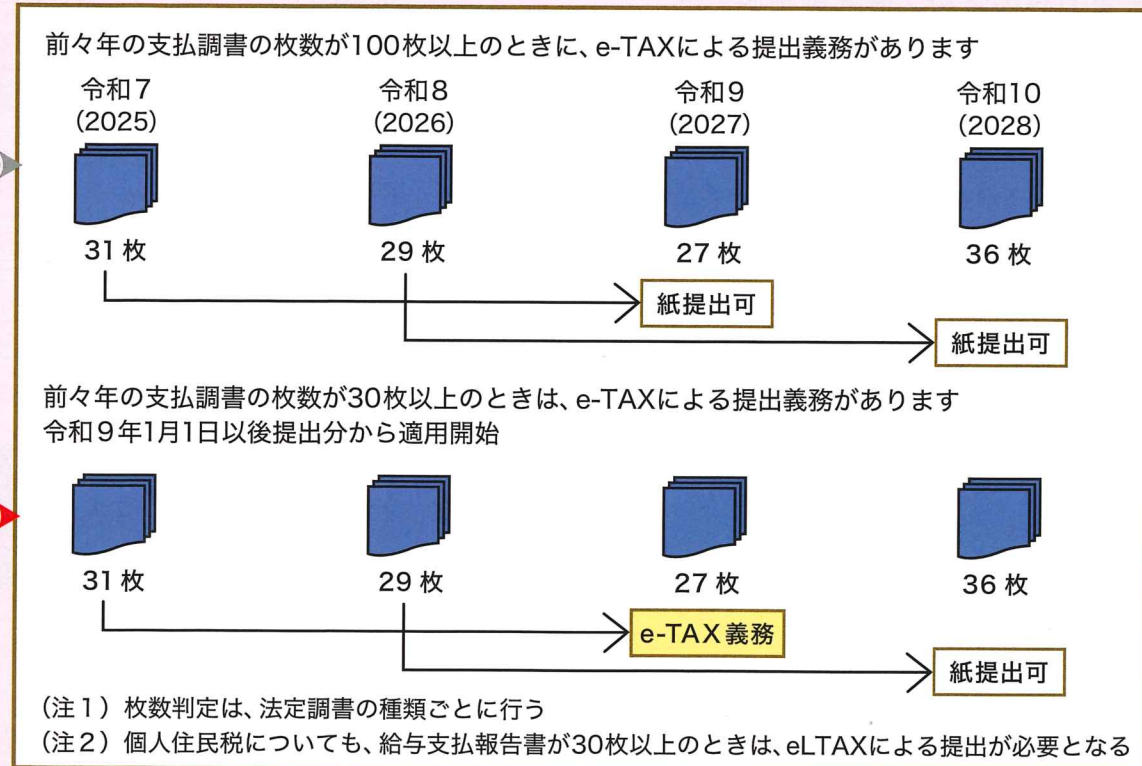 前々年の支払調書の枚数が100枚以上のときに、e-TAXによる提出義務があります
令和7 令和8 令和9 令和10
(2025) (2026) (2027) (2028)
31枚 29枚 27枚 36枚
紙提出可
紙提出可
前々年の支払調書の枚数が30枚以上のときは、e-TAXによる提出義務があります
令和9年1月1日以後提出分から適用開始
31枚 29枚 27枚 36枚
e-TAX義務
紙提出可
(注1)枚数判定は、法定調書の種類ごとに行う
(注2)個人住民税についても、給与支払報告書が30枚以上のときは、eLTAXによる提出が必要となる